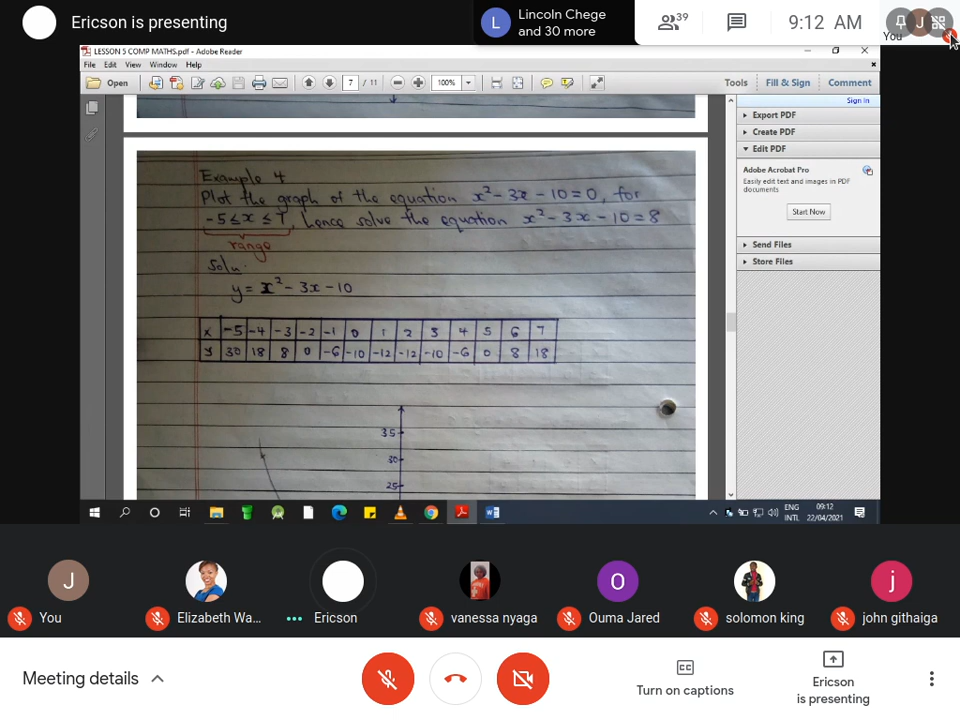 Ericson is presenting
L
Lincoln Chege
and 30 more
39
9:12 AM
J
You
LESSON 5 COMP MATHS.pdf - Adobe Reader
File Edit View Window Help
Open
7 / 11
100%
Tools Fill & Sign Comment
Sign In
Export PDF
Create PDF
Edit PDF
Adobe Acrobat Pro
Easily edit text and images in PDF
documents
Start Now
Send Files
Store Files
Example 4
Plot the graph of the equation x² - 3x - 10 = 0, for
-5 ≤ x ≤ 7, hence solve the equation x² - 3x - 10 = 8
range
Soln.
y = x² - 3x - 10
x -5 -4 -3 -2 -1 0 1 2 3 4 5 6 7
y 30 18 8 0 -6 -10 -12 -12 -10 -6 0 8 18
35
30
25
ENG
INTL
09:12
22/04/2021
J
O
j
You
Elizabeth Wa...
Ericson
vanessa nyaga
Ouma Jared
solomon king
john githaiga
Meeting details
Turn on captions
Ericson
is presenting